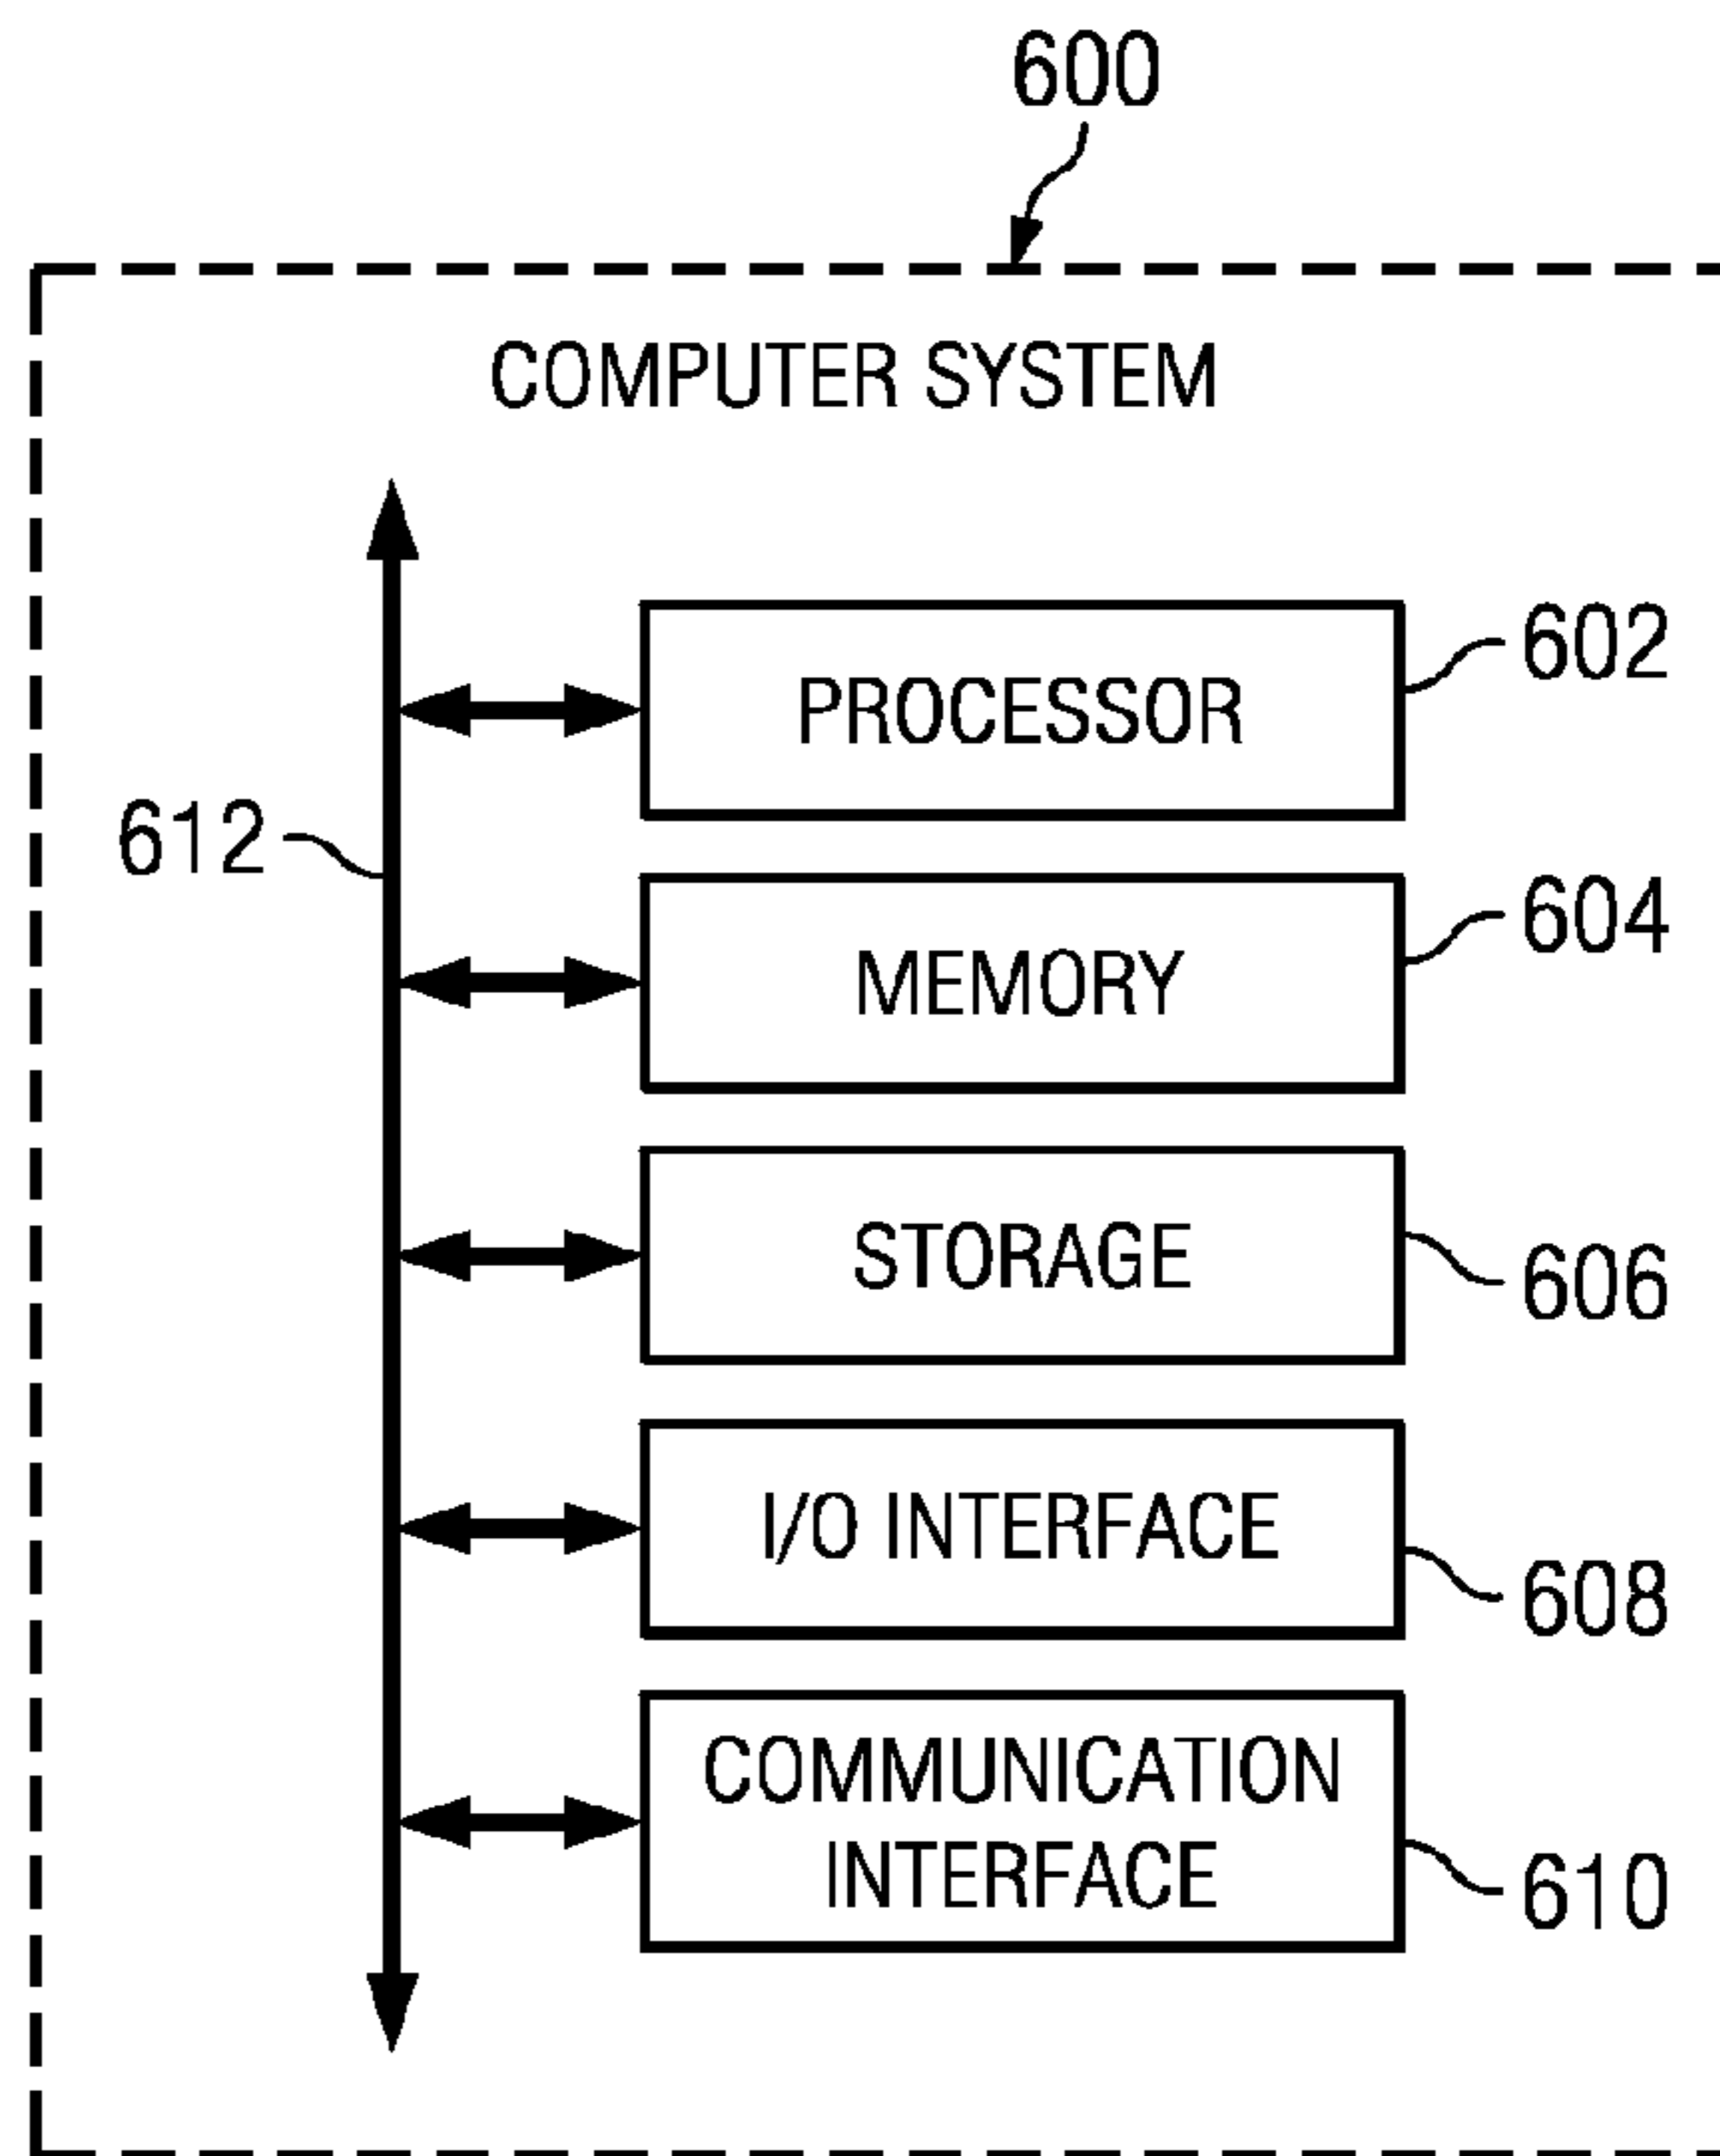 600
COMPUTER SYSTEM
602
PROCESSOR
612
604
MEMORY
STORAGE
606
I/O INTERFACE
608
COMMUNICATION
INTERFACE
610